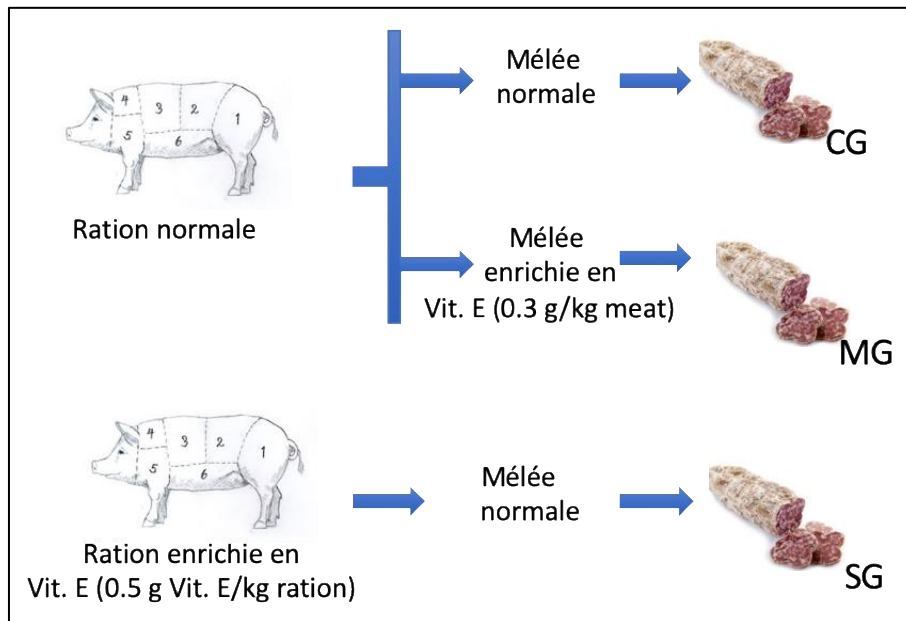 4 3 2 1
5 6
Ration normale
Mélée
normale
CG
Mélée
enrichie en
Vit. E (0.3 g/kg meat)
MG
4 3 2 1
5 6
Ration enrichie en
Vit. E (0.5 g Vit. E/kg ration)
Mélée
normale
SG